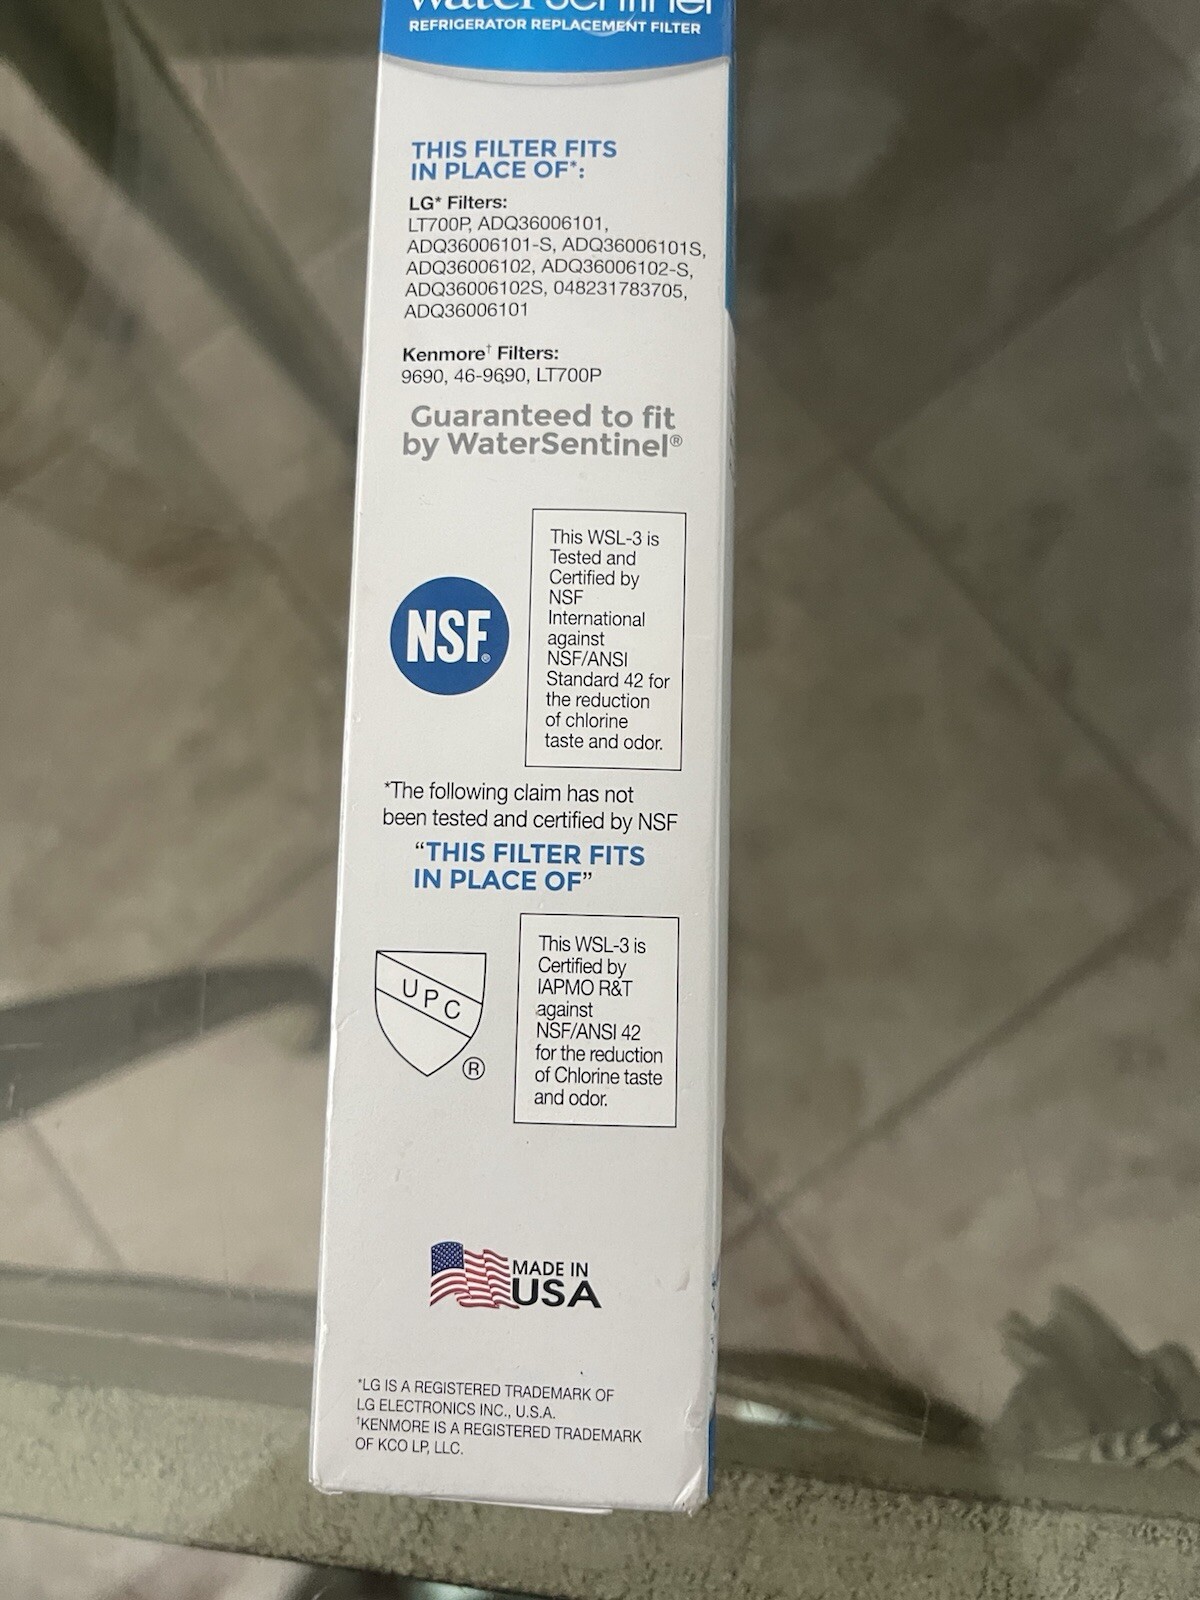 WaterSentinel
REFRIGERATOR REPLACEMENT FILTER
THIS FILTER FITS
IN PLACE OF*:
LG* Filters:
LT700P, ADQ36006101,
ADQ36006101-S, ADQ36006101S,
ADQ36006102, ADQ36006102-S,
ADQ36006102S, 048231783705,
ADQ36006101
Kenmore† Filters:
9690, 46-9690, LT700P
Guaranteed to fit
by WaterSentinel®
NSF®
This WSL-3 is
Tested and
Certified by
NSF
International
against
NSF/ANSI
Standard 42 for
the reduction
of chlorine
taste and odor.
*The following claim has not
been tested and certified by NSF
“THIS FILTER FITS
IN PLACE OF”
UPC
®
This WSL-3 is
Certified by
IAPMO R&T
against
NSF/ANSI 42
for the reduction
of Chlorine taste
and odor.
MADE IN
USA
*LG IS A REGISTERED TRADEMARK OF
LG ELECTRONICS INC., U.S.A.
†KENMORE IS A REGISTERED TRADEMARK
OF KCO LP, LLC.